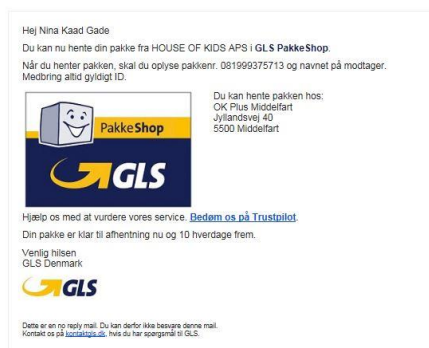 Hej Nina Kaad Gade
Du kan nu hente din pakke fra HOUSE OF KIDS APS i GLS PakkeShop.
Når du henter pakken, skal du oplyse pakkenr. 081999375713 og navnet på modtager.
Medbring altid gyldigt ID.
PakkeShop
GLS
Du kan hente pakken hos:
OK Plus Middelfart
Jyllandsvej 40
5500 Middelfart
Hjælp os med at vurdere vores service. Bedøm os på Trustpilot.
Din pakke er klar til afhentning nu og 10 hverdage frem.
Venlig hilsen
GLS Denmark
GLS
Dette er en no reply mail. Du kan derfor ikke besvare denne mail.
Kontakt os på kontaktgls.dk, hvis du har spørgsmål til GLS.